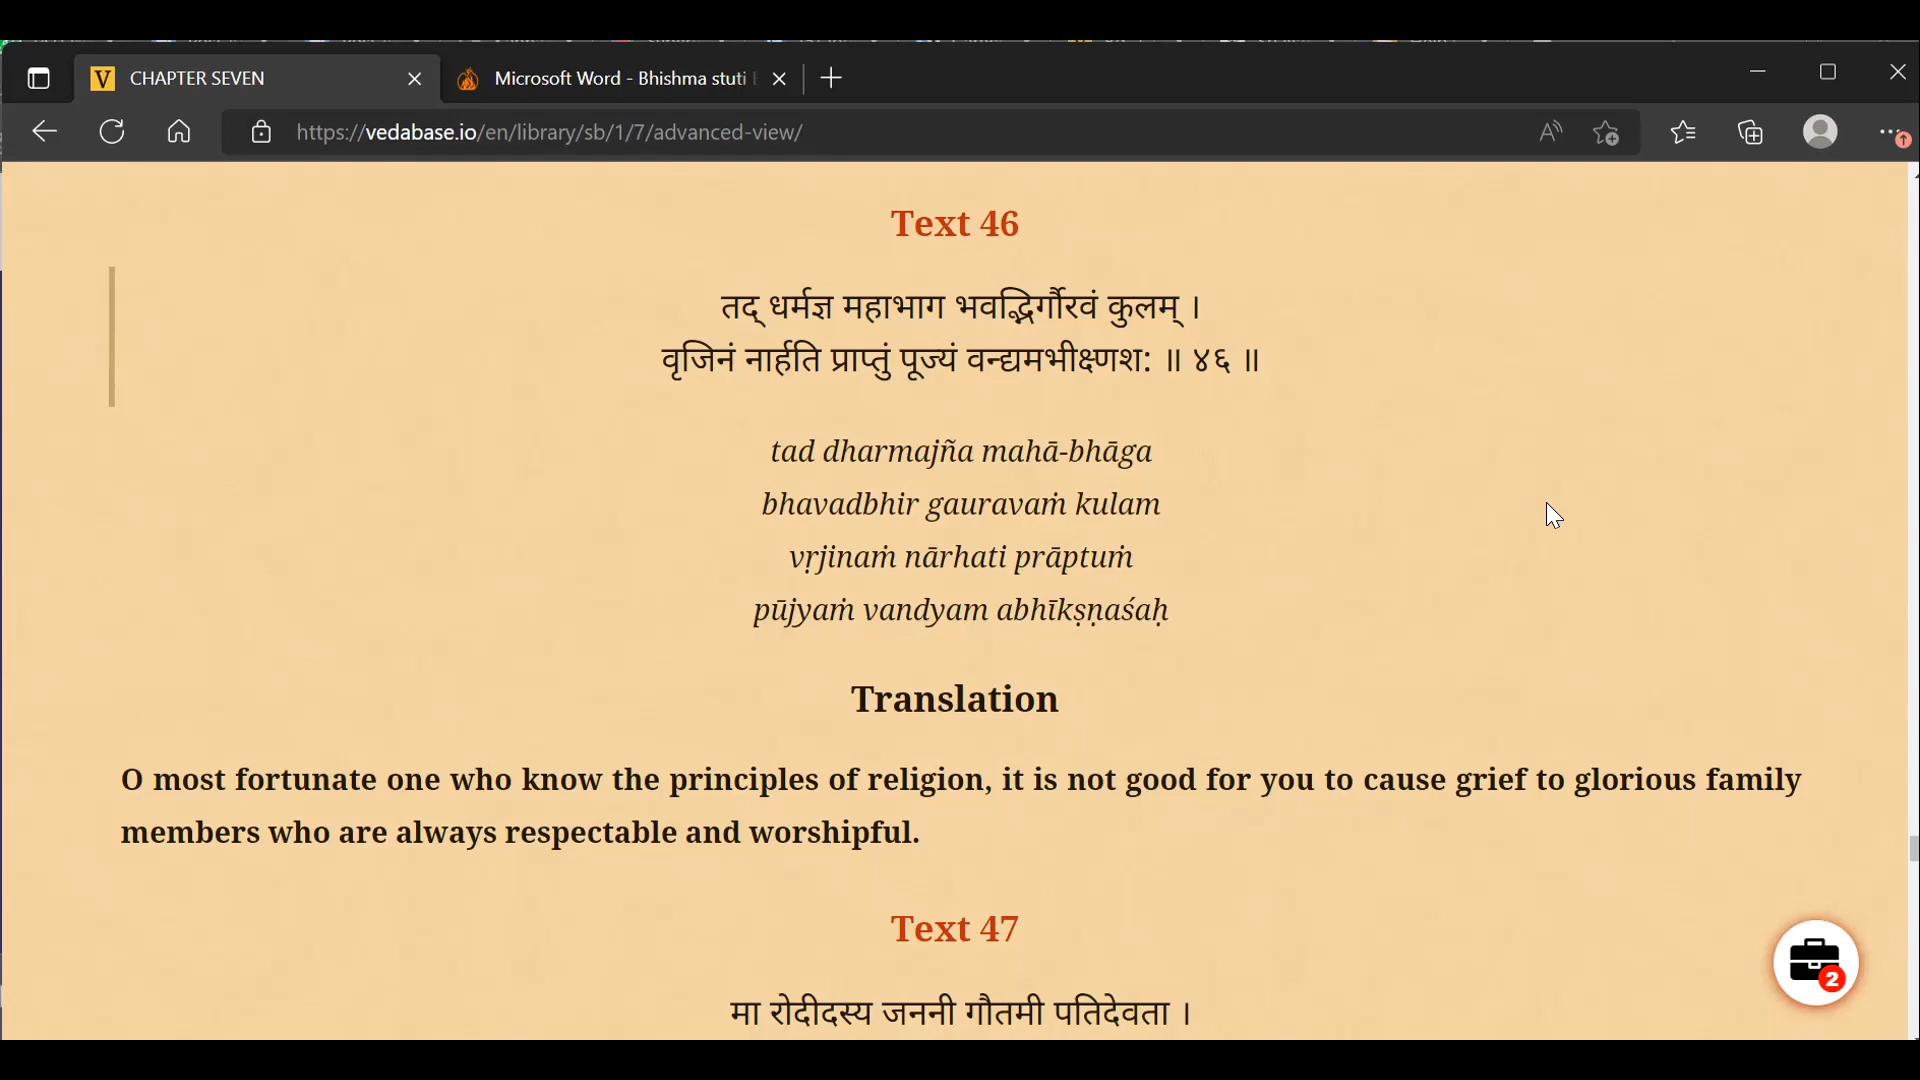 CHAPTER SEVEN
Microsoft Word - Bhishma stuti
https://vedabase.io/en/library/sb/1/7/advanced-view/
Text 46
तद् धर्मज्ञ महाभाग भवद्भ‍िर्गौरवं कुलम् ।
वृजिनं नार्हति प्राप्तुं पूज्यं वन्द्यमभीक्ष्णश: ॥ ४६ ॥
tad dharmajña mahā-bhāga
bhavadbhir gauravaṁ kulam
vṛjinaṁ nārhati prāptuṁ
pūjyaṁ vandyam abhīkṣṇaśaḥ
Translation
O most fortunate one who know the principles of religion, it is not good for you to cause grief to glorious family
members who are always respectable and worshipful.
Text 47
मा रोदीदस्य जननी गौतमी पतिदेवता ।
2